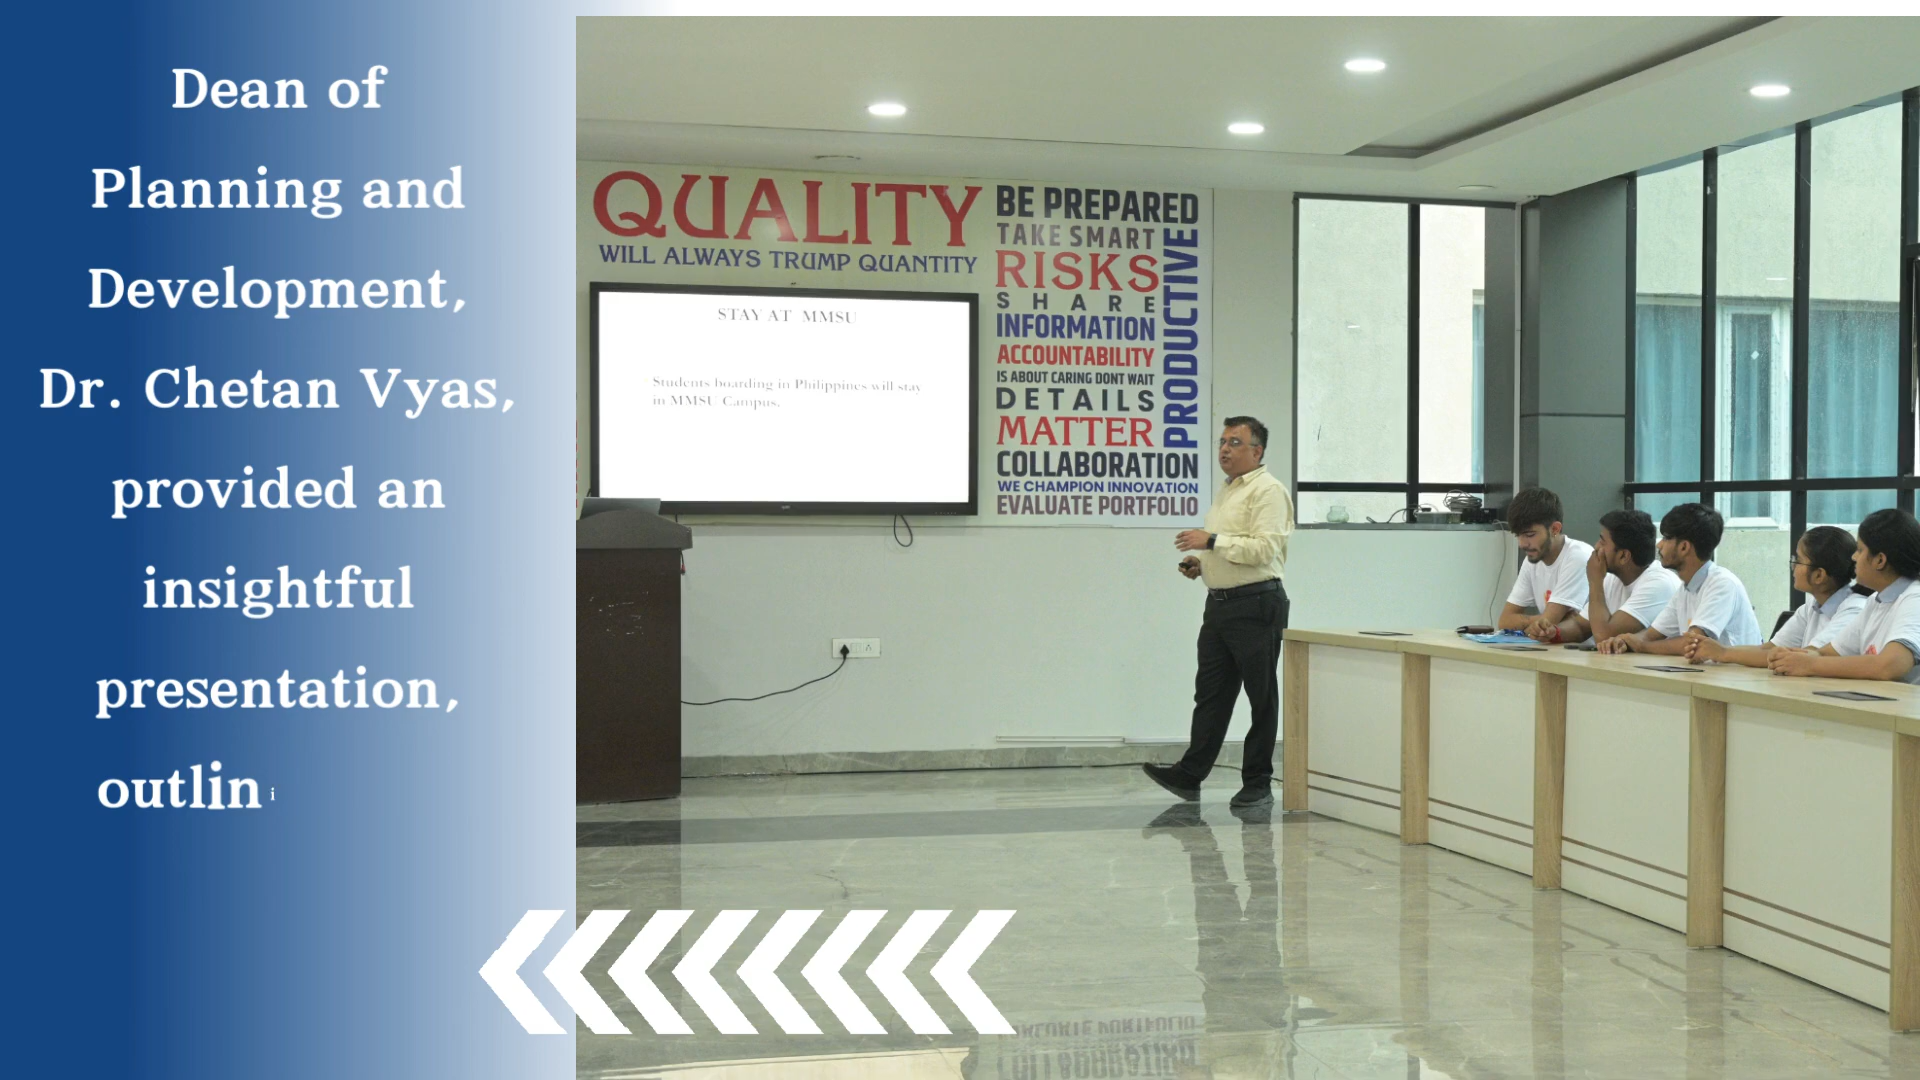 Dean of
Planning and
Development,
Dr. Chetan Vyas,
provided an
insightful
presentation,
outlini
QUALITY
WILL ALWAYS TRUMP QUANTITY
STAY AT MMSU
Students boarding in Philippines will stay
in MMSU Campus.
BE PREPARED
TAKE SMART
RISKS
SHARE
INFORMATION
ACCOUNTABILITY
IS ABOUT CARING DONT WAIT
DETAILS
MATTER
PRODUCTIVE
COLLABORATION
WE CHAMPION INNOVATION
EVALUATE PORTFOLIO